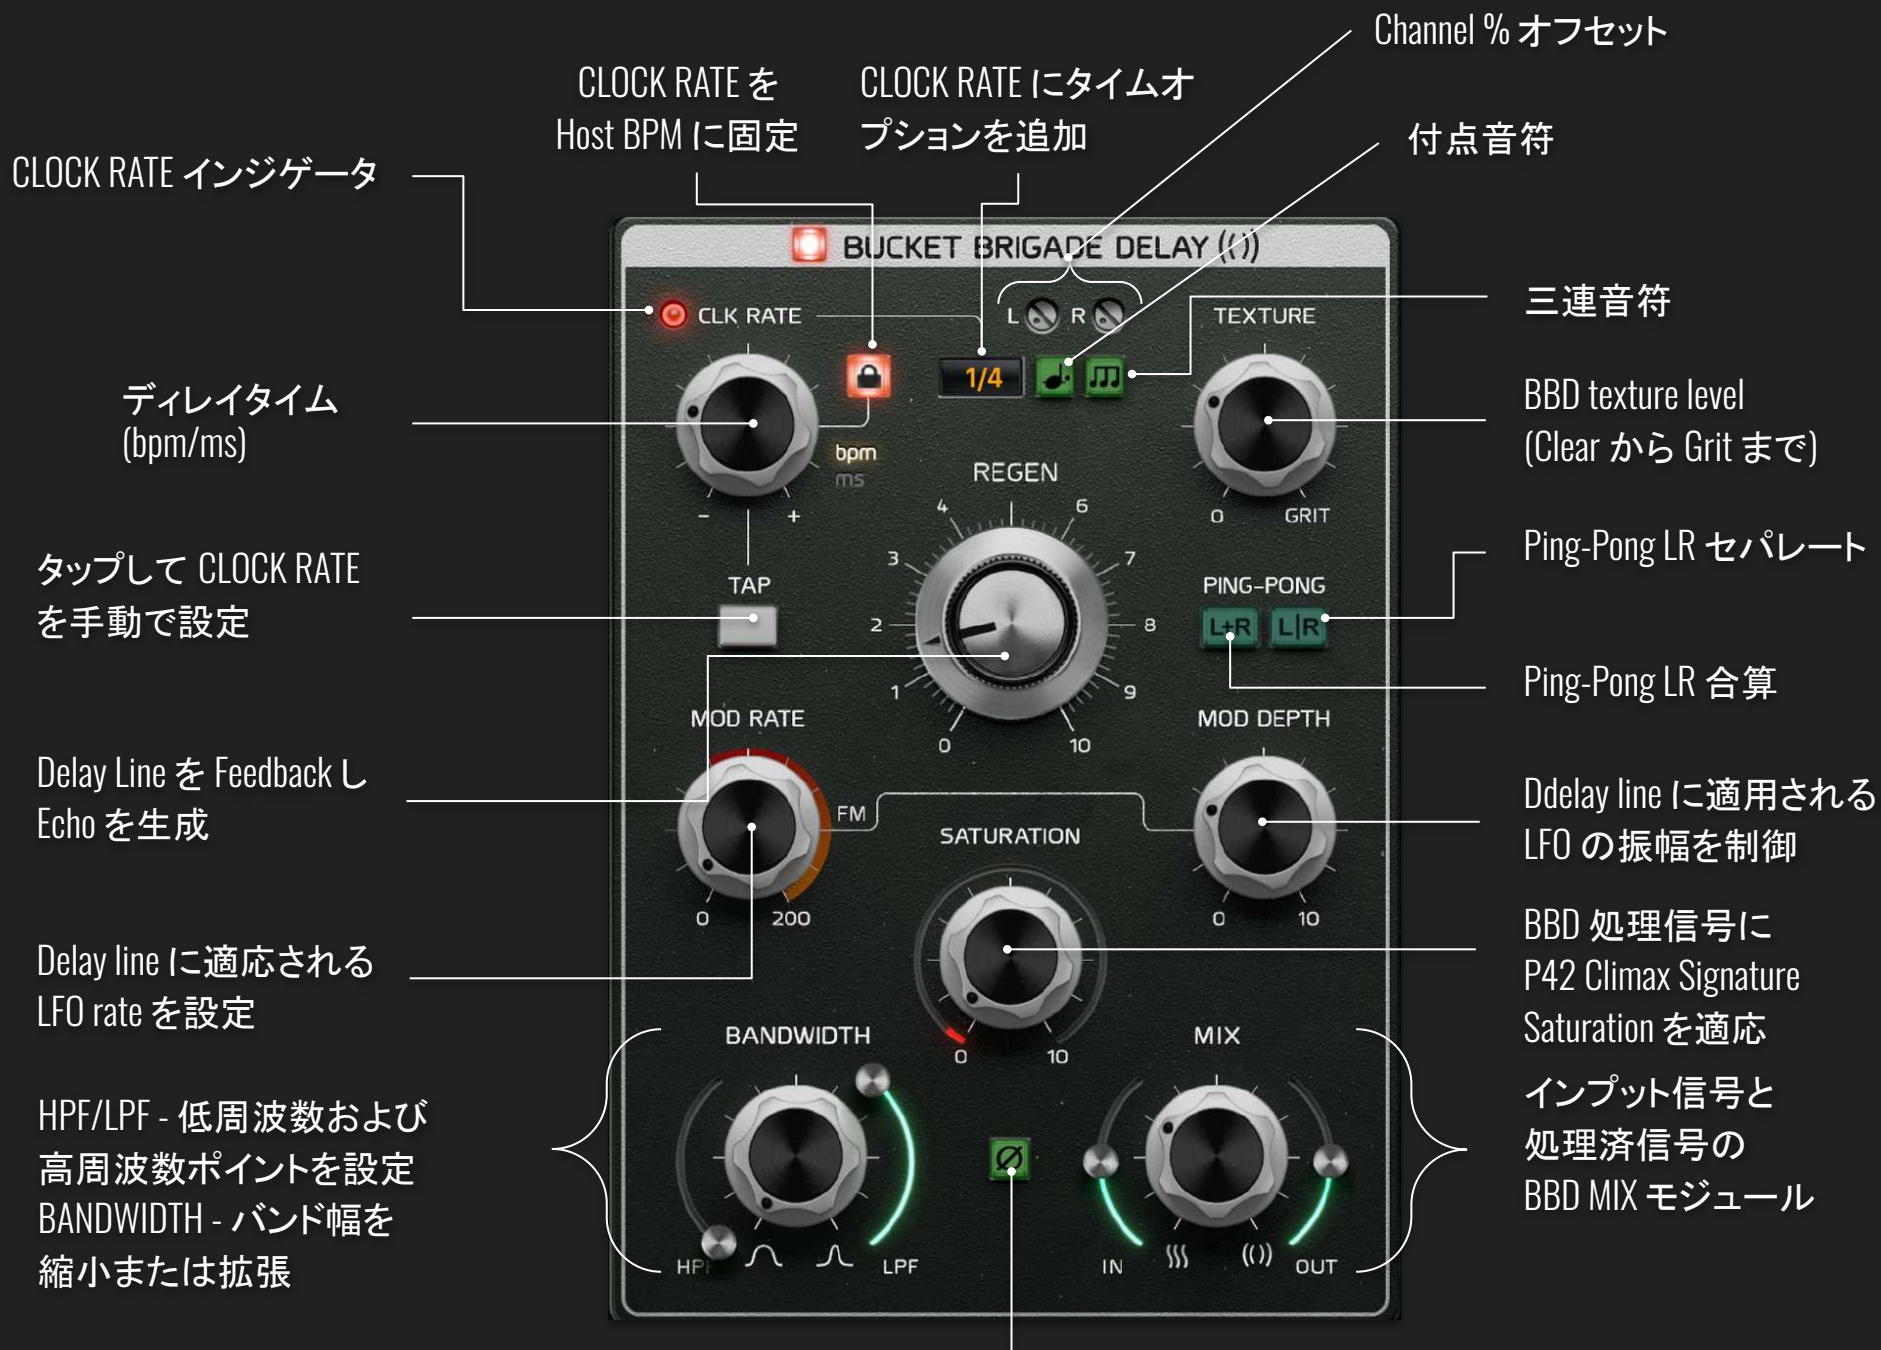 Channel % オフセット
CLOCK RATE を
Host BPM に固定
CLOCK RATE にタイムオ
プションを追加
付点音符
CLOCK RATE インジゲータ
BUCKET BRIGADE DELAY
三連音符
CLK RATE
L
R
TEXTURE
ディレイタイム
(bpm/ms)
1/4
BBD texture level
(Clear から Grit まで)
bpm
ms
- +
REGEN
0 GRIT
タップして CLOCK RATE
を手動で設定
TAP
0 1 2 3 4 6 7 8 9 10
PING-PONG
L+R L|R
Ping-Pong LR セパレート
Ping-Pong LR 合算
MOD RATE
MOD DEPTH
Delay Line を Feedback し
Echo を生成
FM
0 200
SATURATION
0 10
Ddelay line に適用される
LFO の振幅を制御
Delay line に適応される
LFO rate を設定
0 10
BBD 処理信号に
P42 Climax Signature
Saturation を適応
BANDWIDTH
MIX
HPF/LPF - 低周波数および
高周波数ポイントを設定
BANDWIDTH - バンド幅を
縮小または拡張
HPF
LPF
Ø
IN
OUT
インプット信号と
処理済信号の
BBD MIX モジュール